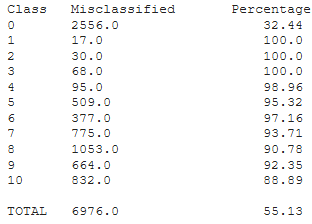 Class Misclassified Percentage
0 2556.0 32.44
1 17.0 100.0
2 30.0 100.0
3 68.0 100.0
4 95.0 98.96
5 509.0 95.32
6 377.0 97.16
7 775.0 93.71
8 1053.0 90.78
9 664.0 92.35
10 832.0 88.89
TOTAL 6976.0 55.13